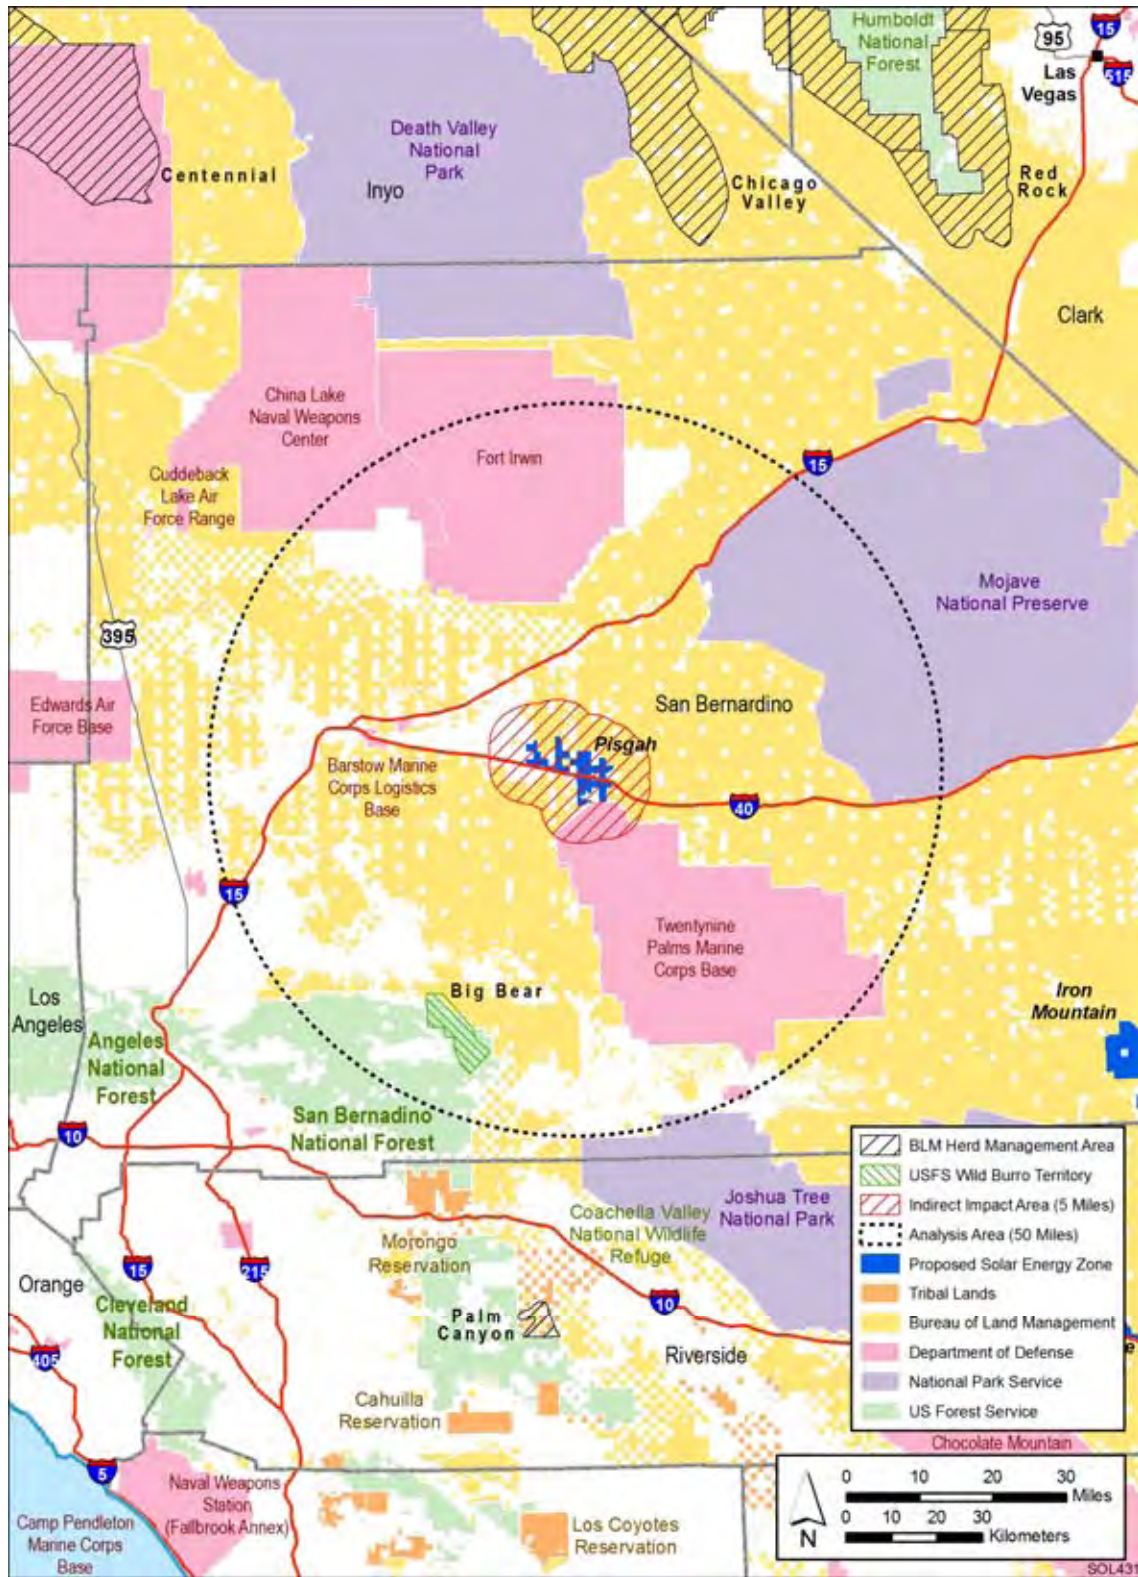 Humboldt
National
Forest
15
95
Las
Vegas
515
Death Valley
National
Park
Centennial
Inyo
Chicago
Valley
Red
Rock
Clark
China Lake
Naval Weapons
Center
Fort Irwin
Cuddeback
Lake Air
Force Range
15
Mojave
National Preserve
395
Edwards Air
Force Base
San Bernardino
Pisgah
Barstow Marine
Corps Logistics
Base
40
15
Twentynine
Palms Marine
Corps Base
Big Bear
Iron
Mountain
Los
Angeles
Angeles
National
Forest
San Bernadino
National Forest
10
BLM Herd Management Area
USFS Wild Burro Territory
Indirect Impact Area (5 Miles)
Analysis Area (50 Miles)
Proposed Solar Energy Zone
Tribal Lands
Bureau of Land Management
Department of Defense
National Park Service
US Forest Service
Joshua Tree
National Park
Coachella Valley
National Wildlife
Refuge
Morongo
Reservation
15
215
10
Orange
Cleveland
National
Forest
Palm
Canyon
Riverside
405
Cahuilla
Reservation
Chocolate Mountain
5
Naval Weapons
Station
(Fallbrook Annex)
Camp Pendleton
Marine Corps
Base
Los Coyotes
Reservation
N
0 10 20 30
Miles
0 10 20 30
Kilometers
SOL431